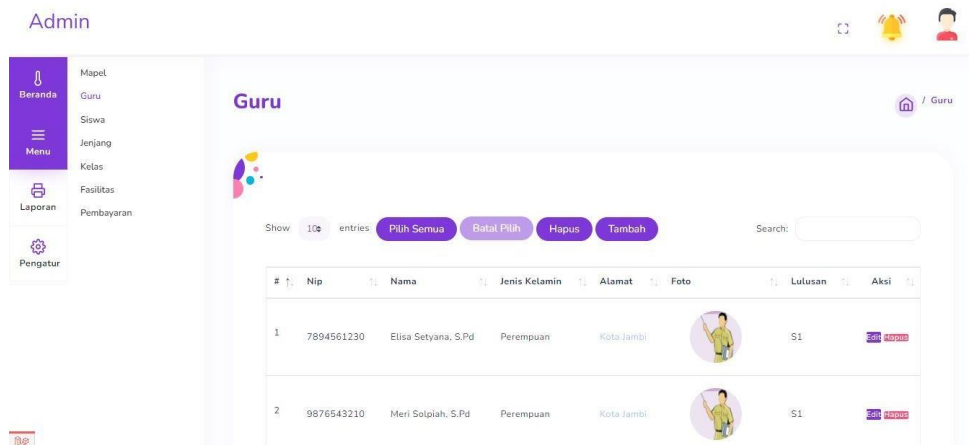 Admin
Beranda
Menu
Laporan
Pengatur
Mapel
Guru
Siswa
Jenjang
Kelas
Fasilitas
Pembayaran
Guru
/ Guru
Show 10 entries Pilih Semua Batal Pilih Hapus Tambah Search:
# Nip Nama Jenis Kelamin Alamat Foto Lulusan Aksi
1 7894561230 Elisa Setyana, S.Pd Perempuan Kota Jambi S1 Edit Hapus
2 9876543210 Meri Solpiah, S.Pd Perempuan Kota Jambi S1 Edit Hapus